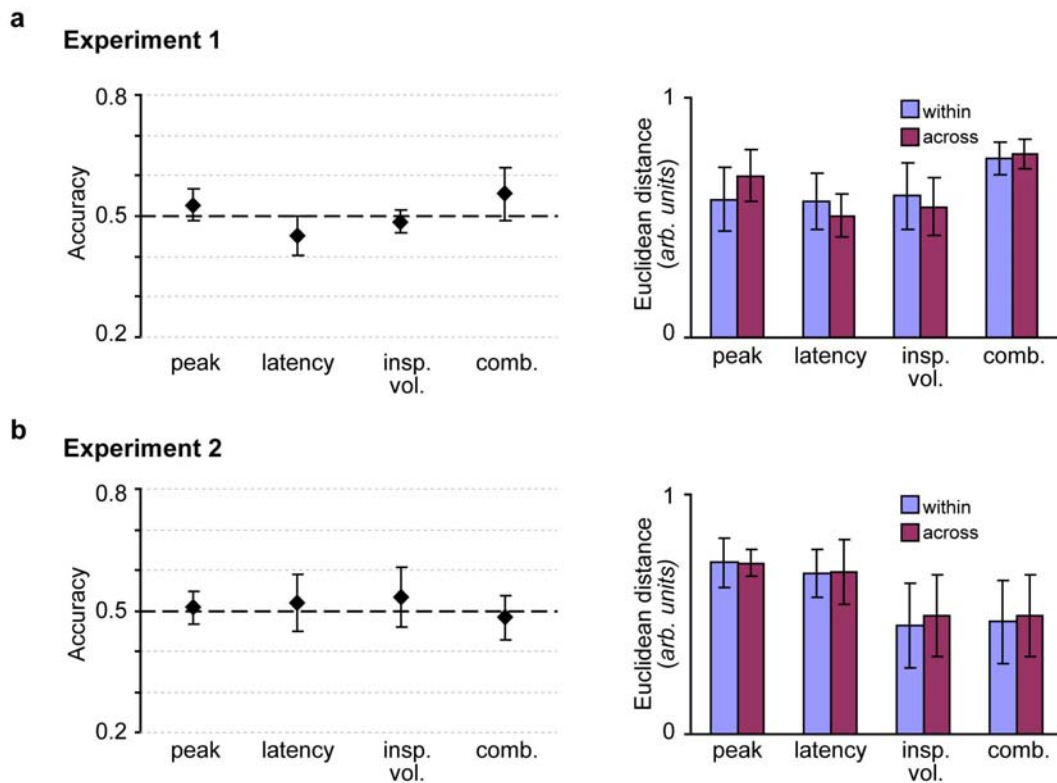 a
Experiment 1
0.8
0.5
0.2
Accuracy
peak latency insp. vol. comb.
1
0
Euclidean distance
(arb. units)
within
across
peak latency insp. vol. comb.
b
Experiment 2
0.8
0.5
0.2
Accuracy
peak latency insp. vol. comb.
1
0
Euclidean distance
(arb. units)
within
across
peak latency insp. vol. comb.